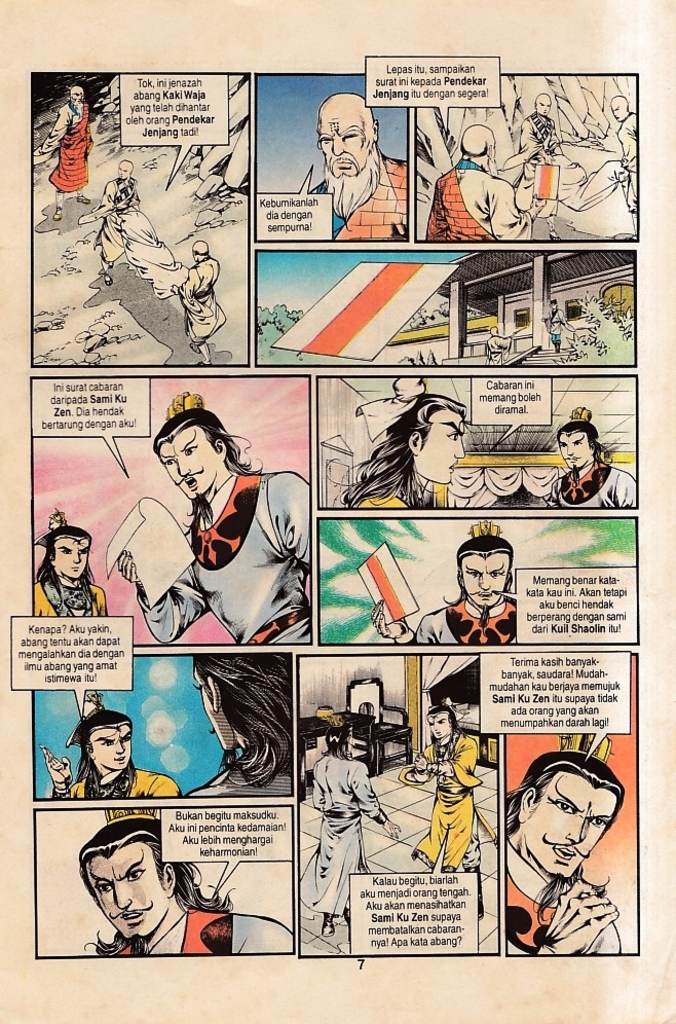 Tok, ini jenazah
abang Kaki Waja
yang telah dihantar
oleh orang Pendekar
Jenjang tadi!
Kebumikanlah
dia dengan
sempurna!
Lepas itu, sampaikan
surat ini kepada Pendekar
Jenjang itu dengan segera!
Ini surat cabaran
daripada Sami Ku
Zen. Dia hendak
bertarung dengan aku!
Cabaran ini
memang boleh
diramal.
Memang benar kata-
kata kau ini. Akan tetapi
aku benci hendak
berperang dengan sami
dari Kuil Shaolin itu!
Kenapa? Aku yakin,
abang tentu akan dapat
mengalahkan dia dengan
ilmu abang yang amat
istimewa itu!
Bukan begitu maksudku.
Aku ini pencinta kedamaian!
Aku lebih menghargai
keharmonian!
Kalau begitu, biarlah
aku menjadi orang tengah.
Aku akan menasihatkan
Sami Ku Zen supaya
membatalkan cabaran-
nya! Apa kata abang?
Terima kasih banyak-
banyak, saudara! Mudah-
mudahan kau berjaya memujuk
Sami Ku Zen itu supaya tidak
ada orang yang akan
menumpahkan darah lagi!
7